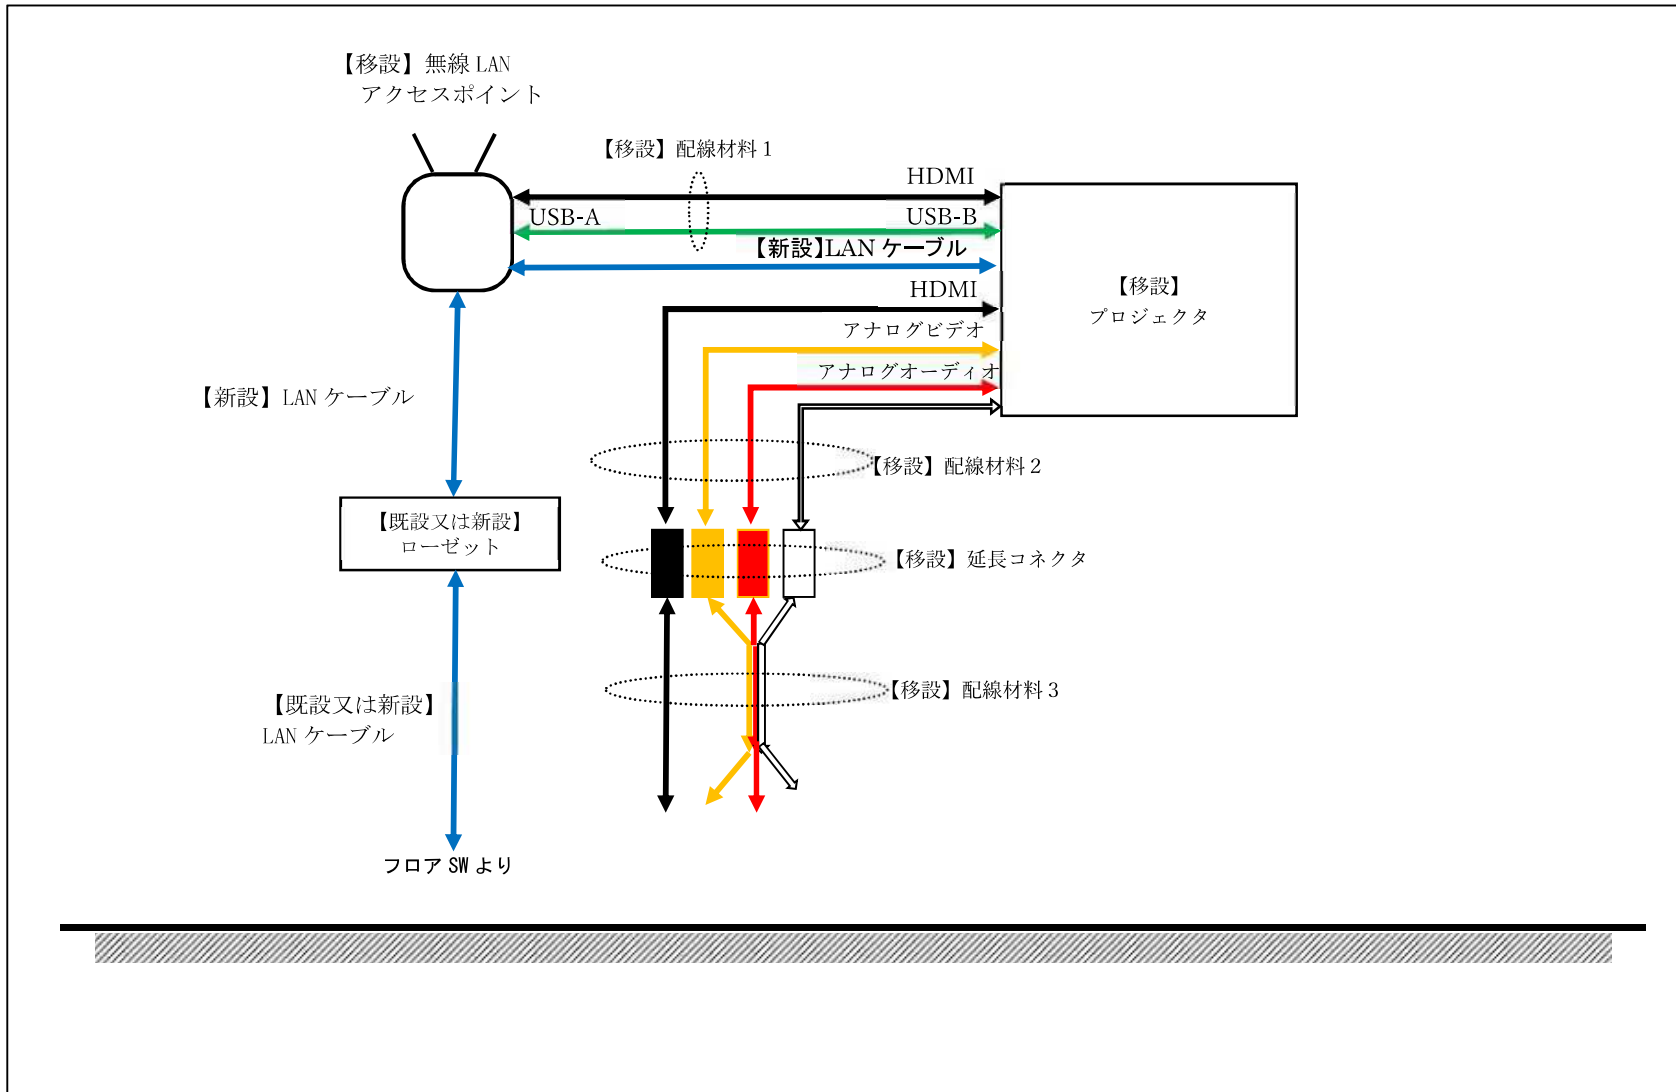 【移設】無線 LAN
アクセスポイント
【移設】配線材料 1
HDMI
USB-A
USB-B
【新設】LAN ケーブル
HDMI
アナログビデオ
アナログオーディオ
【移設】
プロジェクタ
【新設】LAN ケーブル
【移設】配線材料 2
【既設又は新設】
ローゼット
【移設】延長コネクタ
【移設】配線材料 3
【既設又は新設】
LAN ケーブル
フロア SW より